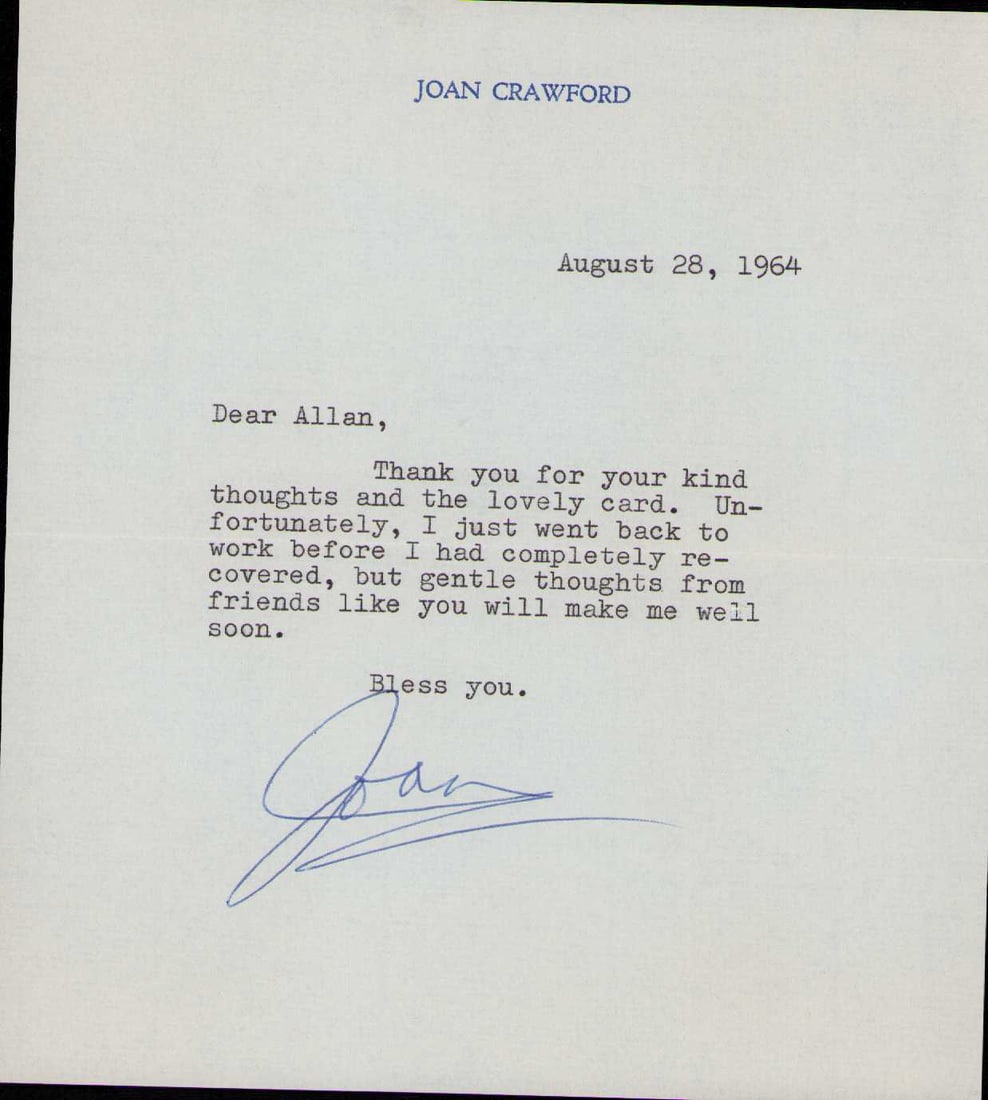 JOAN CRAWFORD
August 28, 1964
Dear Allan,
Thank you for your kind
thoughts and the lovely card. Un-
fortunately, I just went back to
work before I had completely re-
covered, but gentle thoughts from
friends like you will make me well
soon.
Bless you.
Joan